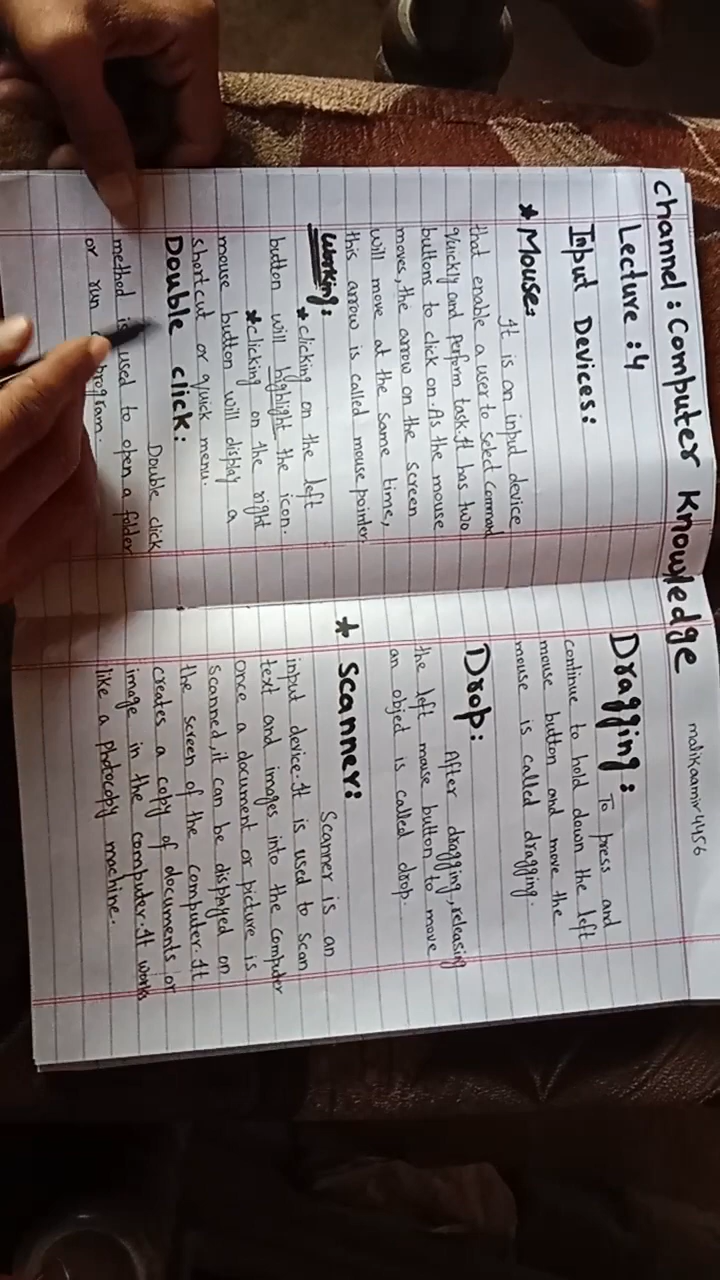 Channel: Computer Knowledge
malikaamir4456
Lecture: 4
Input Devices:
* Mouse:
It is an input device
that enable a user to select command
quickly and perform task. It has two
buttons to click on. As the mouse
moves, the arrow on the screen
will move at the same time,
this arrow is called mouse pointer.
Working:
* clicking on the left
button will highlight the icon.
* clicking on the right
mouse button will display a
shortcut or quick menu.
Double click:
Double click
method is used to open a folder
or run program.
Dragging:
To press and
continue to hold down the left
mouse button and move the
mouse is called dragging.
Drop:
After dragging, releasing
the left mouse button to move
an object is called drop.
* Scanner:
Scanner is an
input device. It is used to scan
text and images into the computer
once a document or picture is
scanned, it can be displayed on
the screen of the computer. It
creates a copy of documents or
image in the computer. It works
like a photocopy machine.